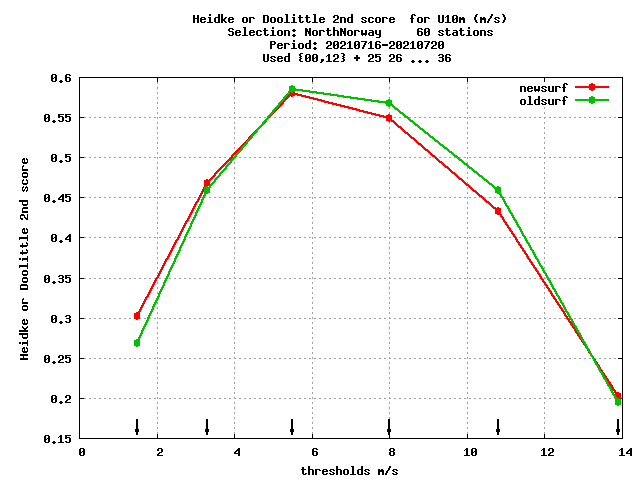 Heidke or Doolittle 2nd score  for U10m (m/s)
Selection: NorthNorway     60 stations
Period: 20210716-20210720
Used {00,12} + 25 26 ... 36
newsurf
oldsurf
Heidke or Doolittle 2nd score
0.6
0.55
0.5
0.45
0.4
0.35
0.3
0.25
0.2
0.15
0 2 4 6 8 10 12 14
thresholds m/s